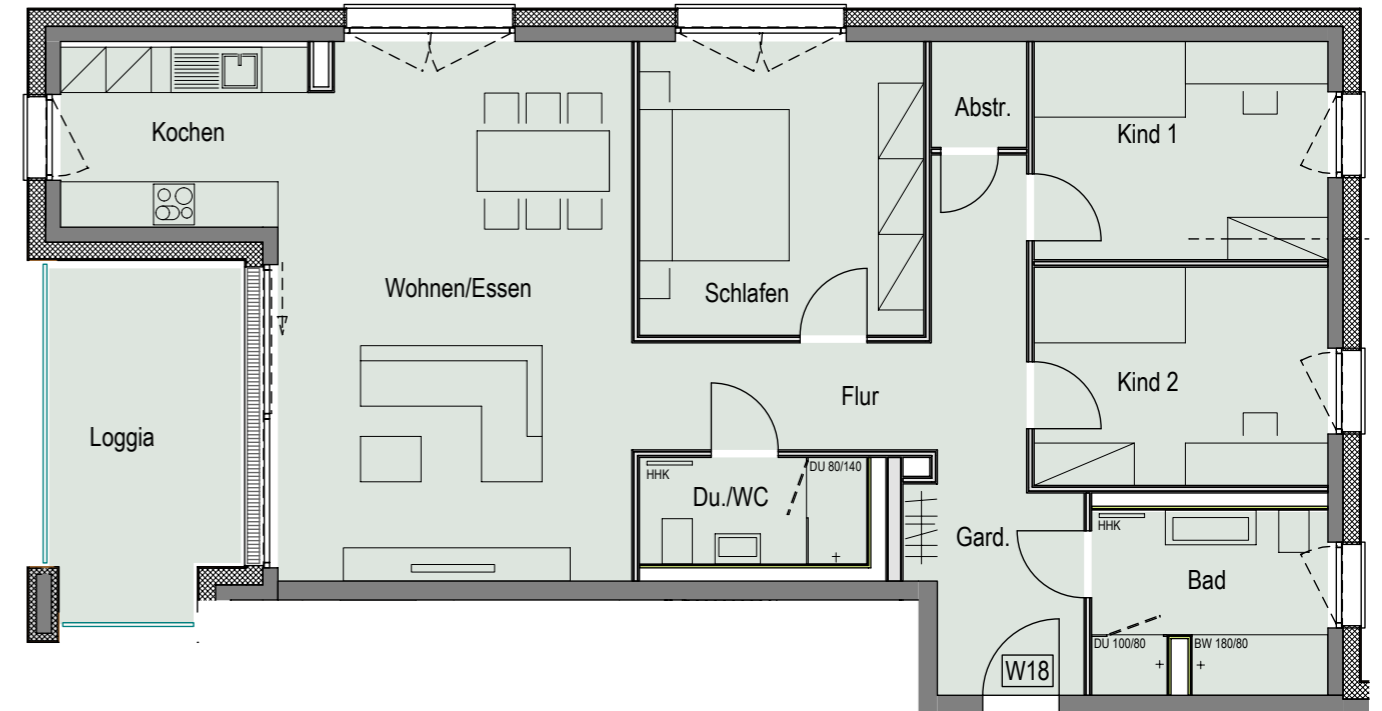 Kochen
Abstr.
Kind 1
Wohnen/Essen
Schlafen
Kind 2
Flur
Loggia
HHK
DU 80/140
Du./WC
Gard.
HHK
Bad
DU 100/80
BW 180/80
W18